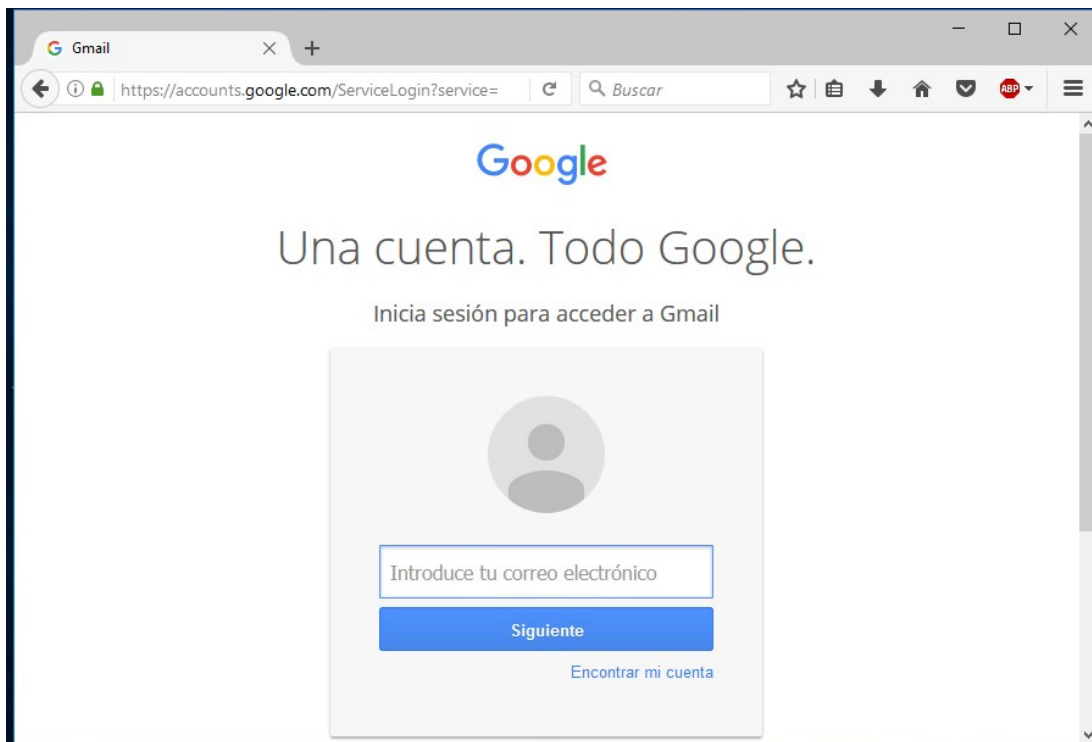 Gmail
https://accounts.google.com/ServiceLogin?service=
Buscar
ABP
Google
Una cuenta. Todo Google.
Inicia sesión para acceder a Gmail
Introduce tu correo electrónico
Siguiente
Encontrar mi cuenta